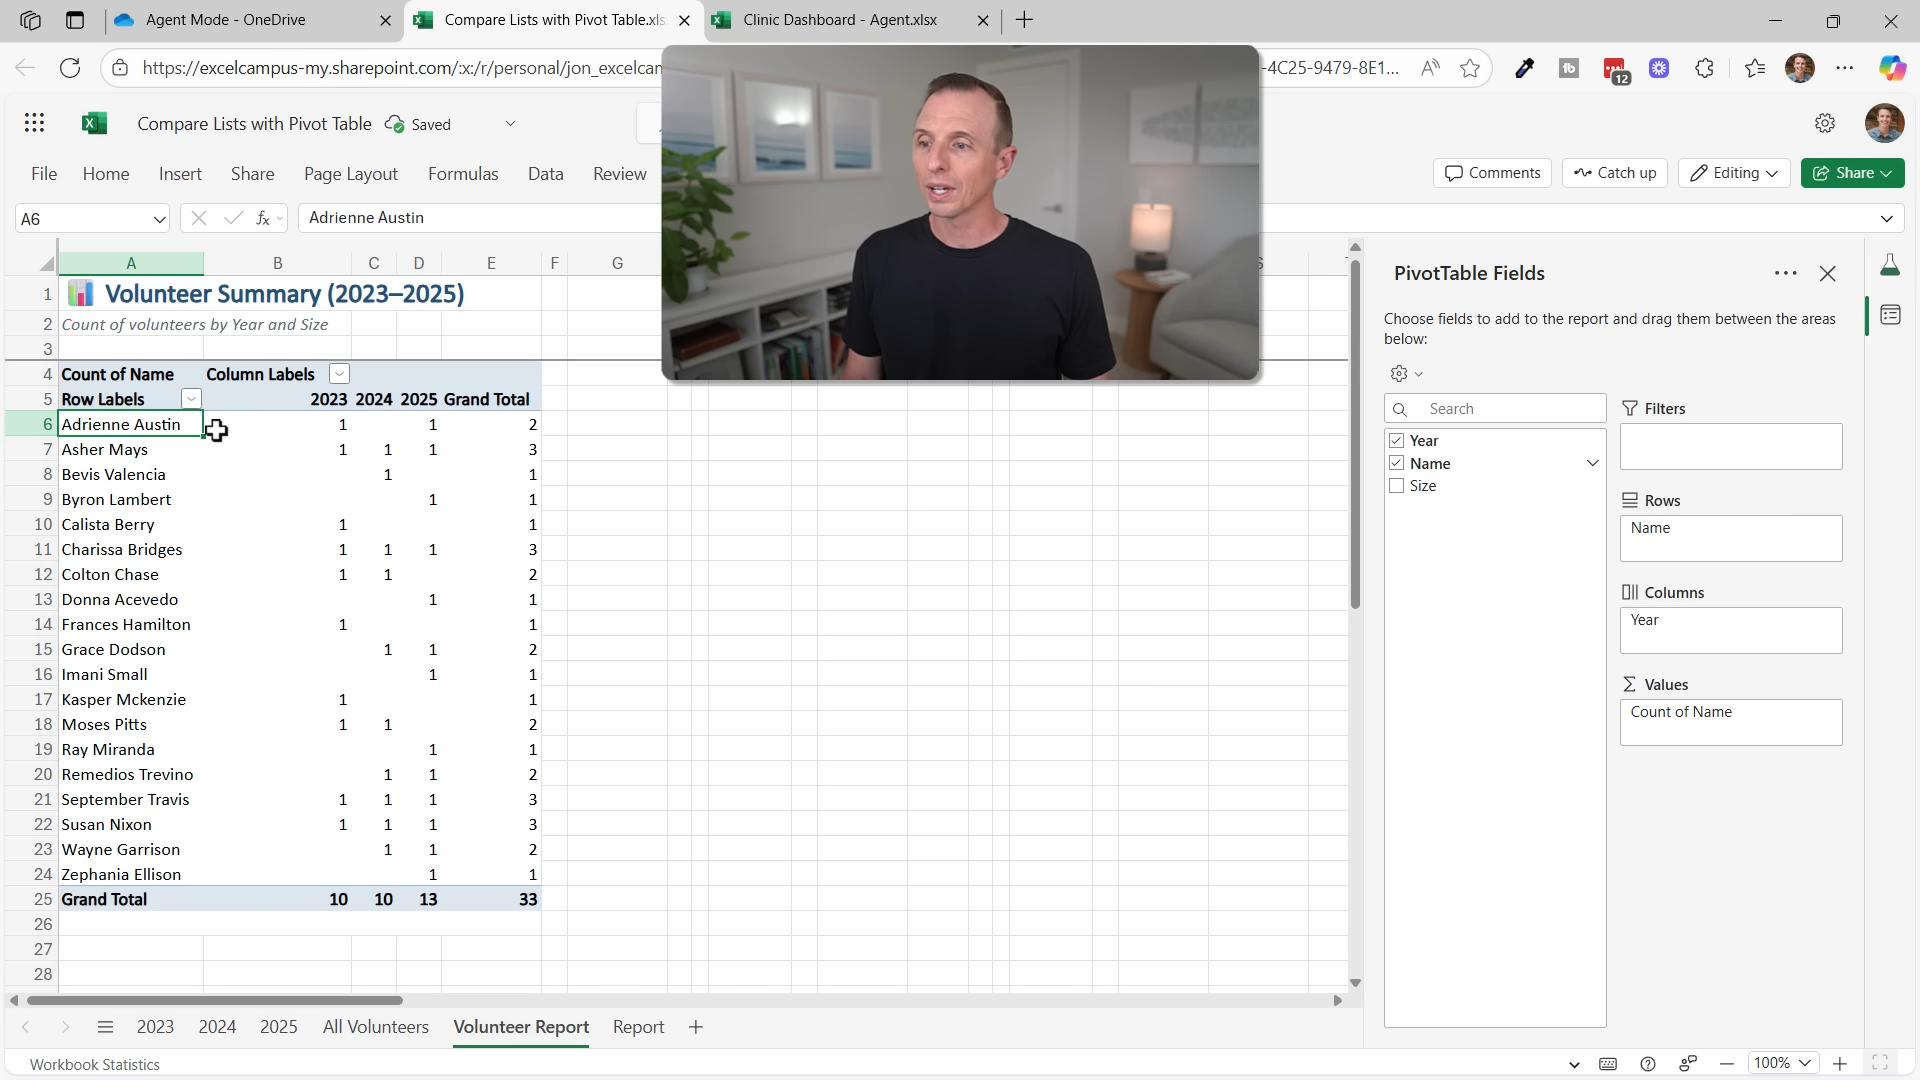 Agent Mode - OneDrive
Compare Lists with Pivot Table.xls
Clinic Dashboard - Agent.xlsx
https://excelcampus-my.sharepoint.com/:x:/r/personal/jon_excelcam
-4C25-9479-8E1...
12
Compare Lists with Pivot Table
Saved
File
Home
Insert
Share
Page Layout
Formulas
Data
Review
Comments
Catch up
Editing
Share
A6
fx
Adrienne Austin
A B C D E F G
1 Volunteer Summary (2023–2025)
2 Count of volunteers by Year and Size
3
4 Count of Name Column Labels
5 Row Labels 2023 2024 2025 Grand Total
6 Adrienne Austin 1 1 2
7 Asher Mays 1 1 1 3
8 Bevis Valencia 1 1
9 Byron Lambert 1 1
10 Calista Berry 1 1
11 Charissa Bridges 1 1 1 3
12 Colton Chase 1 1 2
13 Donna Acevedo 1 1
14 Frances Hamilton 1 1
15 Grace Dodson 1 1 2
16 Imani Small 1 1
17 Kasper Mckenzie 1 1
18 Moses Pitts 1 1 2
19 Ray Miranda 1 1
20 Remedios Trevino 1 1 2
21 September Travis 1 1 1 3
22 Susan Nixon 1 1 1 3
23 Wayne Garrison 1 1 2
24 Zephania Ellison 1 1
25 Grand Total 10 10 13 33
26
27
28
PivotTable Fields
Choose fields to add to the report and drag them between the areas
below:
Search
Year
Name
Size
Filters
Rows
Name
Columns
Year
Values
Count of Name
2023
2024
2025
All Volunteers
Volunteer Report
Report
Workbook Statistics
100%